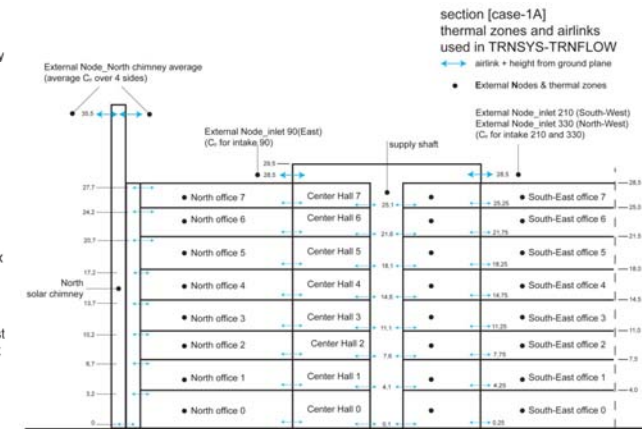 section [case-1A]
thermal zones and airlinks
used in TRNSYS-TRNFLOW
airlink + height from ground plane
External Nodes & thermal zones
External Node_North chimney average
(average Cₚ over 4 sides)
External Node_inlet 90(East)
(Cₚ for intake 90)
supply shaft
External Node_inlet 210 (South-West)
External Node_inlet 330 (North-West)
(Cₚ for intake 210 and 330)
39,5
29,5
28,5
28,5
28,5
27,7
North office 7
Center Hall 7
25,1
25,25
South-East office 7
25,0
24,2
North office 6
Center Hall 6
21,6
21,75
South-East office 6
21,5
20,7
North office 5
Center Hall 5
18,1
18,25
South-East office 5
18,0
17,2
North
solar chimney
North office 4
Center Hall 4
14,6
14,75
South-East office 4
14,5
13,7
North office 3
Center Hall 3
11,1
11,25
South-East office 3
11,0
10,2
North office 2
Center Hall 2
7,6
7,75
South-East office 2
7,5
6,7
North office 1
Center Hall 1
4,1
4,25
South-East office 1
4,0
3,2
North office 0
Center Hall 0
0,1
0,25
South-East office 0
0